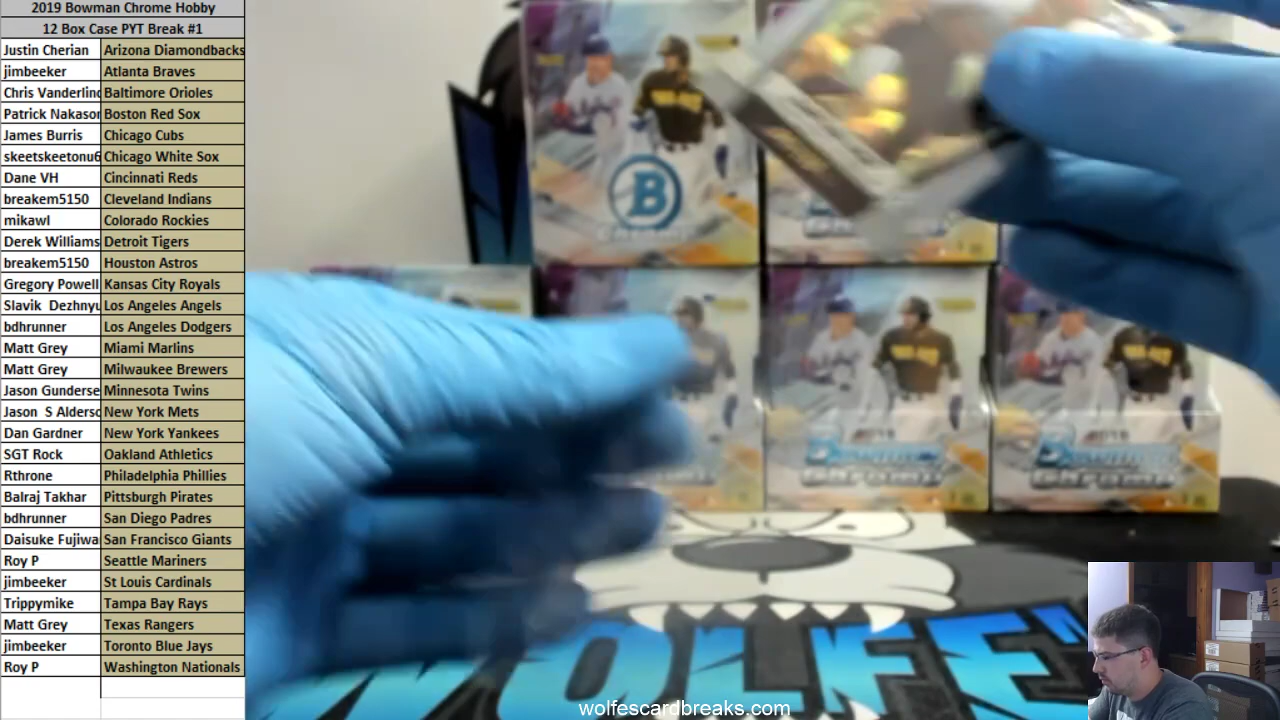 2019 Bowman Chrome Hobby
12 Box Case PYT Break #1
Justin Cherian Arizona Diamondbacks
jimbeeker Atlanta Braves
Chris Vanderlind Baltimore Orioles
Patrick Nakason Boston Red Sox
James Burris Chicago Cubs
skeetskeetonu6 Chicago White Sox
Dane VH Cincinnati Reds
breakem5150 Cleveland Indians
mikawl Colorado Rockies
Derek Williams Detroit Tigers
breakem5150 Houston Astros
Gregory Powell Kansas City Royals
Slavik Dezhnyu Los Angeles Angels
bdhrunner Los Angeles Dodgers
Matt Grey Miami Marlins
Matt Grey Milwaukee Brewers
Jason Gunderse Minnesota Twins
Jason S Alderso New York Mets
Dan Gardner New York Yankees
SGT Rock Oakland Athletics
Rthrone Philadelphia Phillies
Balraj Takhar Pittsburgh Pirates
bdhrunner San Diego Padres
Daisuke Fujiwa San Francisco Giants
Roy P Seattle Mariners
jimbeeker St Louis Cardinals
Trippymike Tampa Bay Rays
Matt Grey Texas Rangers
jimbeeker Toronto Blue Jays
Roy P Washington Nationals
B
Bowman Chrome
Bowman Chrome
WOLFE
wolfescardbreaks.com